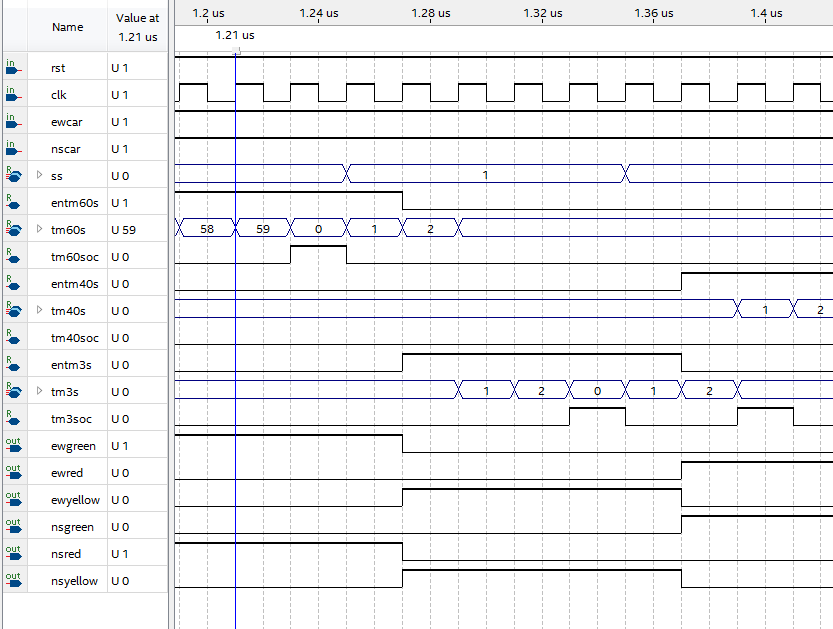 Name Value at 1.21 us 1.2 us 1.24 us 1.28 us 1.32 us 1.36 us 1.4 us
1.21 us
in rst U 1
in clk U 1
in ewcar U 1
in nscar U 1
R ss U 0 1
R entm60s U 1
R tm60s U 59 58 59 0 1 2
R tm60soc U 0
R entm40s U 0
R tm40s U 0 1 2
R tm40soc U 0
R entm3s U 0
R tm3s U 0 1 2 0 1 2
R tm3soc U 0
out ewgreen U 1
out ewred U 0
out ewyellow U 0
out nsgreen U 0
out nsred U 1
out nsyellow U 0